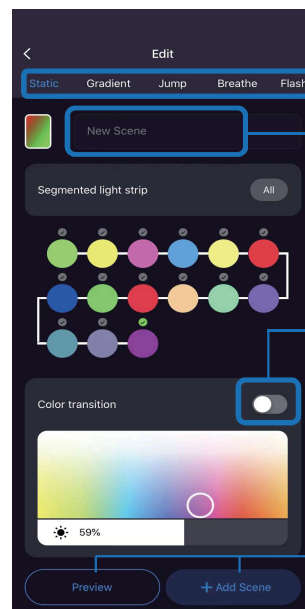 Edit
Static Gradient Jump Breathe Flash
New Scene
Segmented light strip All
Color transition
59%
Preview + Add Scene